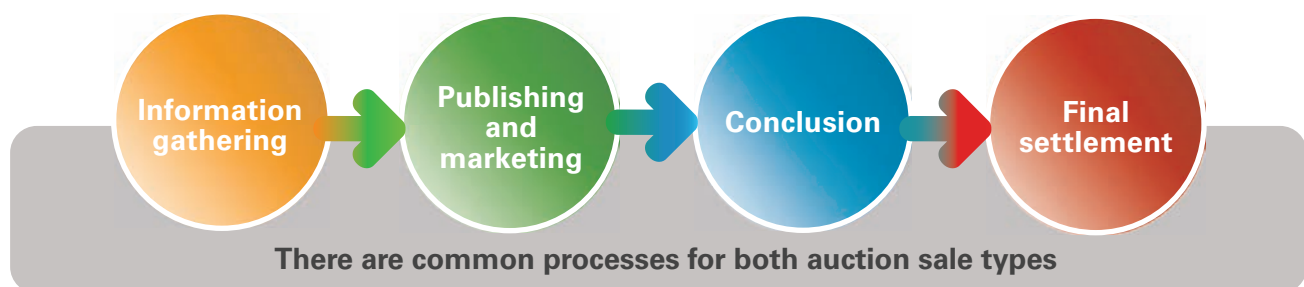 Information
gathering
Publishing
and
marketing
Conclusion
Final
settlement
There are common processes for both auction sale types